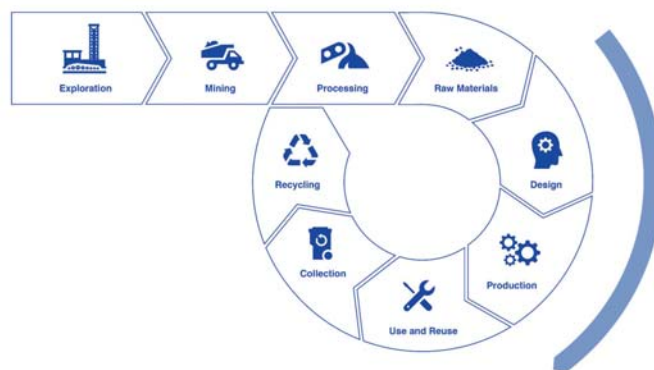 Exploration
Mining
Processing
Raw Materials
Design
Production
Use and Reuse
Collection
Recycling